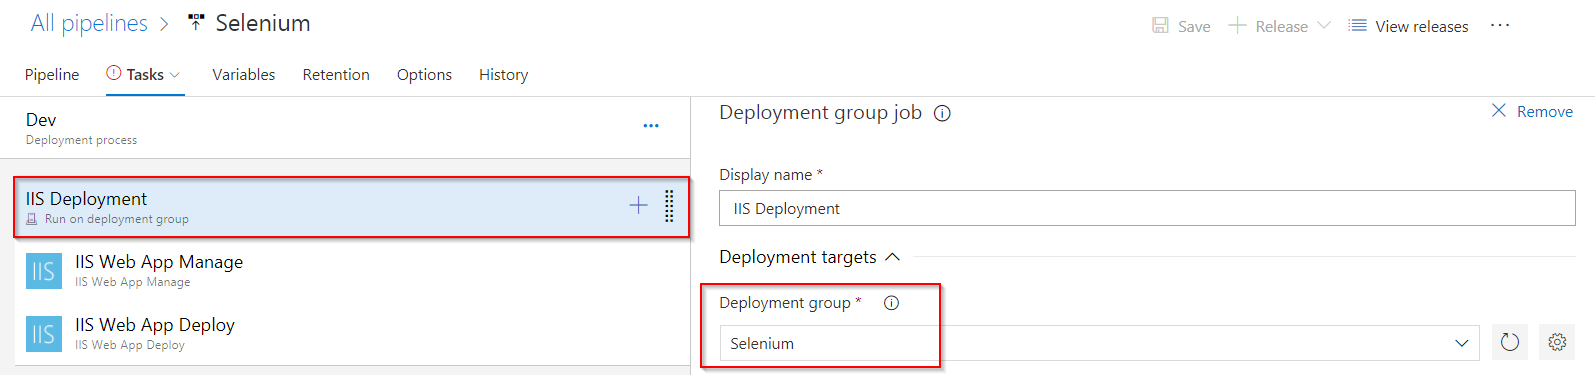 All pipelines > Selenium
Save Release View releases ...
Pipeline Tasks Variables Retention Options History
Dev
Deployment process
...
IIS Deployment
Run on deployment group
IIS IIS Web App Manage
IIS Web App Manage
IIS IIS Web App Deploy
IIS Web App Deploy
Deployment group job
Remove
Display name *
IIS Deployment
Deployment targets
Deployment group *
Selenium